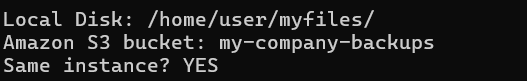 Local Disk: /home/user/myfiles/
Amazon S3 bucket: my-company-backups
Same instance? YES